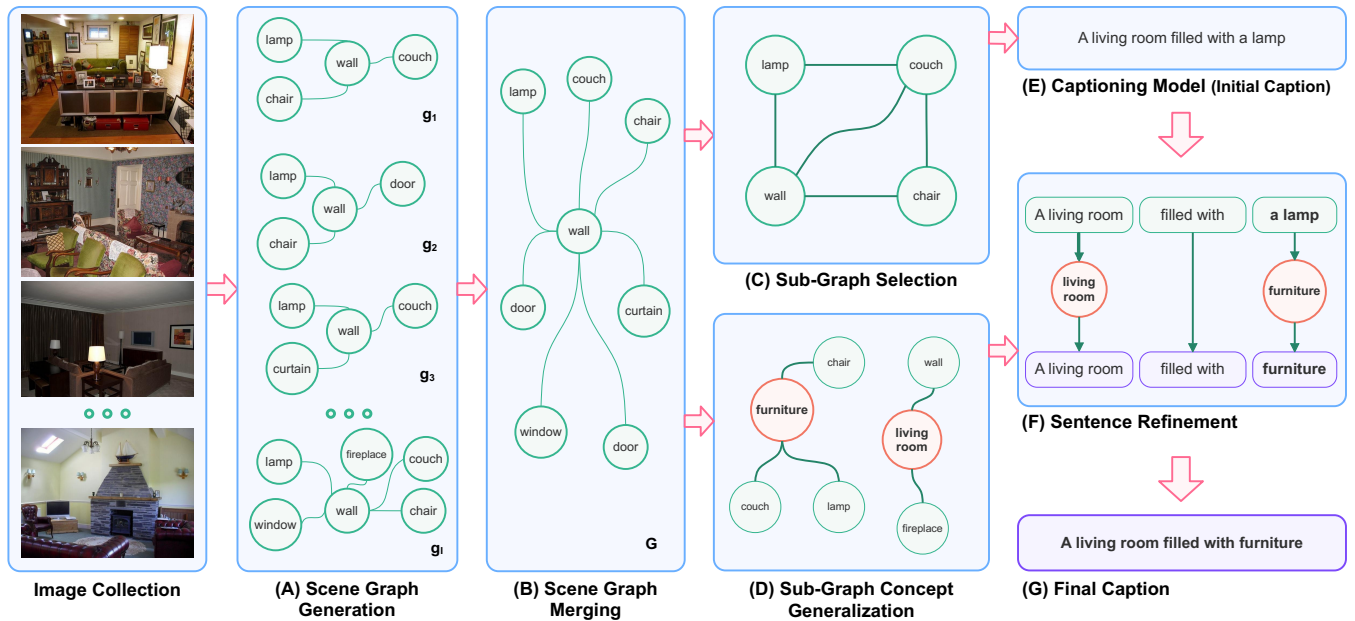 lamp
wall
couch
chair
g1
lamp
door
wall
chair
g2
lamp
couch
wall
curtain
g3
lamp
fireplace
couch
window
wall
chair
gl
lamp
couch
chair
wall
door
curtain
window
door
G
lamp
couch
wall
chair
(C) Sub-Graph Selection
chair
wall
furniture
living
room
couch
lamp
fireplace
A living room filled with a lamp
(E) Captioning Model (Initial Caption)
A living room
filled with
a lamp
living
room
furniture
A living room
filled with
furniture
(F) Sentence Refinement
A living room filled with furniture
Image Collection
(A) Scene Graph
Generation
(B) Scene Graph
Merging
(D) Sub-Graph Concept
Generalization
(G) Final Caption